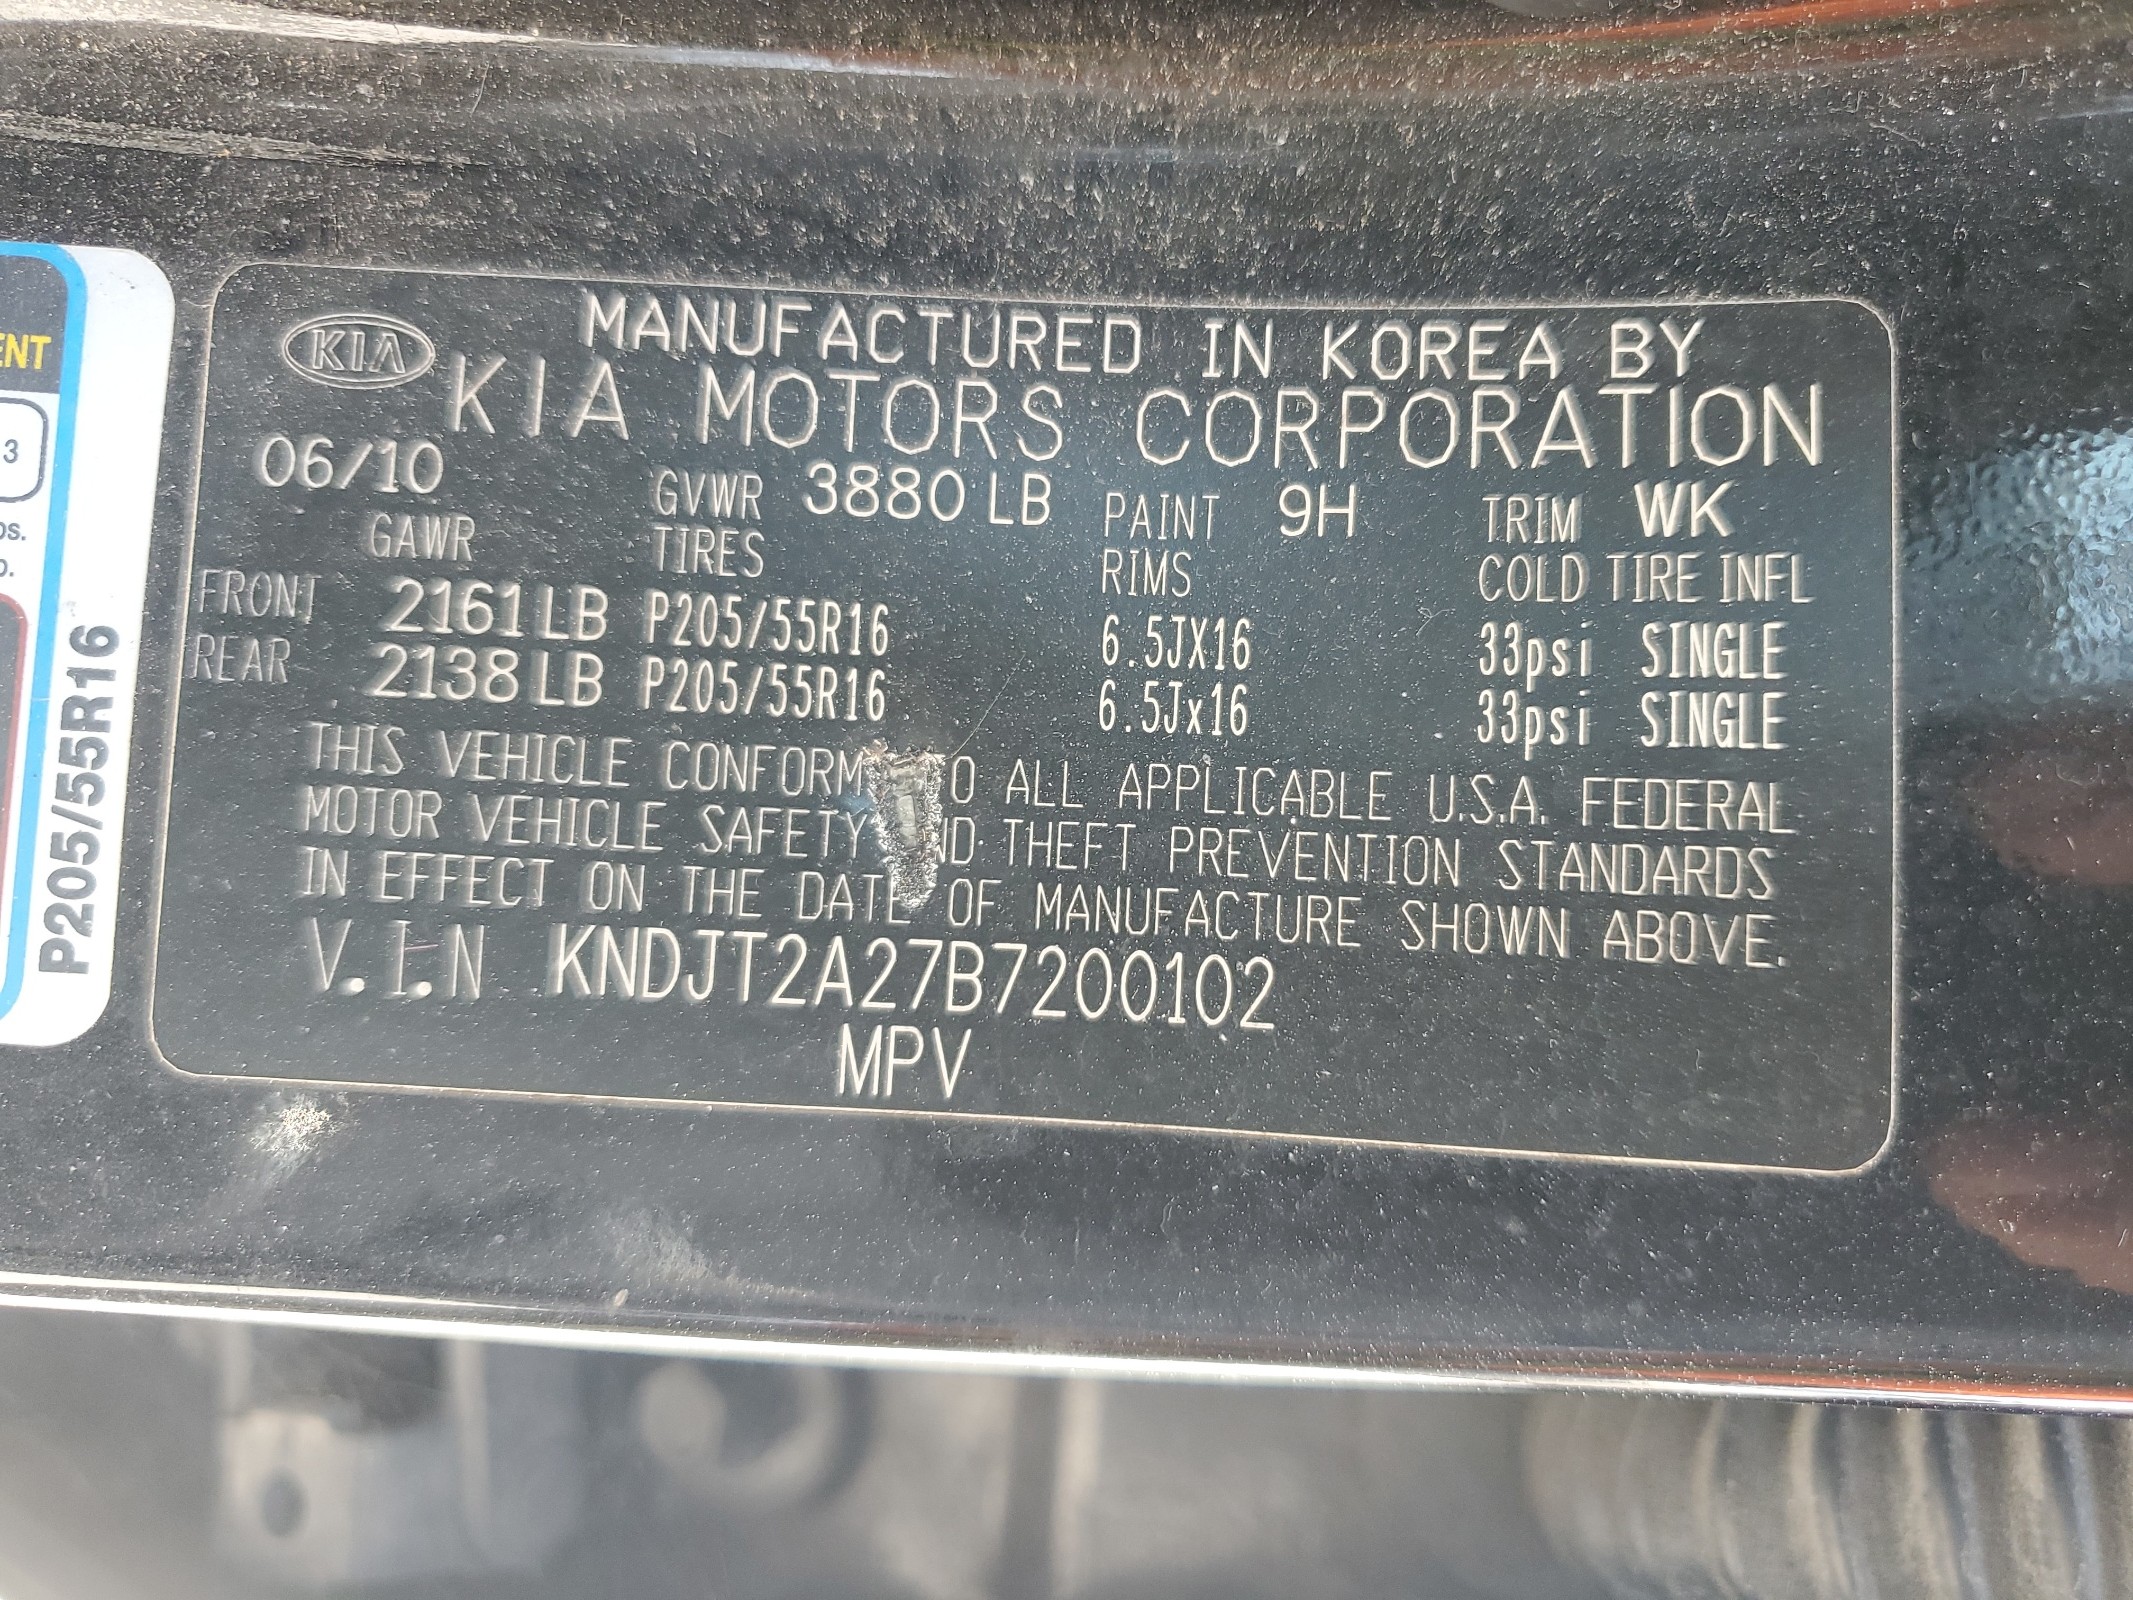 KIA MANUFACTURED IN KOREA BY
KIA MOTORS CORPORATION
06/10 GVWR 3880 LB PAINT 9H TRIM WK
GAWR TIRES RIMS COLD TIRE INFL
FRONT 2161 LB P205/55R16 6.5JX16 33psi SINGLE
REAR 2138 LB P205/55R16 6.5Jx16 33psi SINGLE
THIS VEHICLE CONFORM O ALL APPLICABLE U.S.A. FEDERAL
MOTOR VEHICLE SAFETY ND THEFT PREVENTION STANDARDS
IN EFFECT ON THE DATE OF MANUFACTURE SHOWN ABOVE.
V.I.N KNDJT2A27B7200102
MPV
ENT
3
P205/55R16